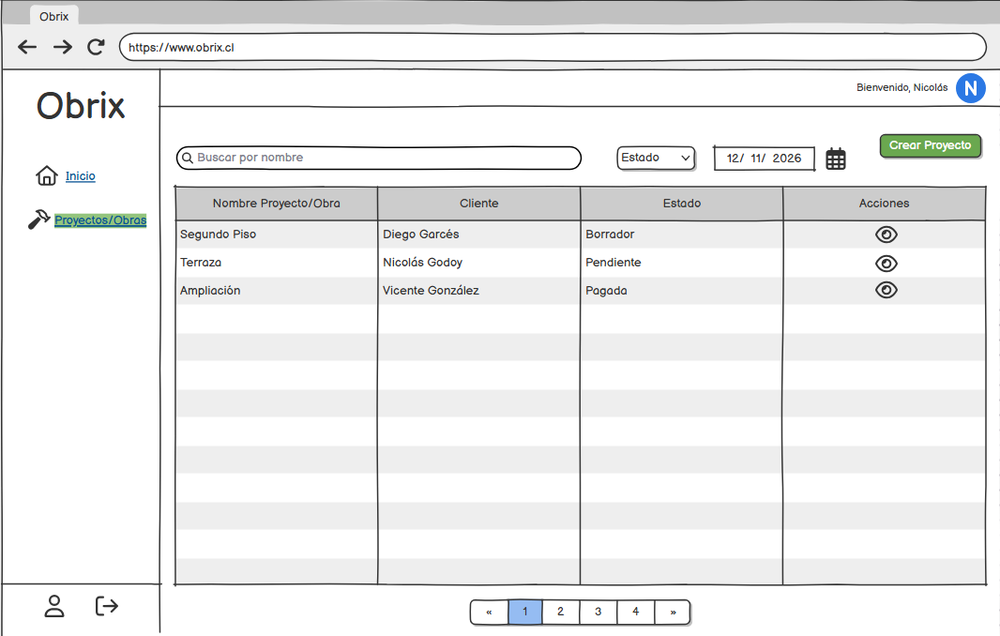 Obrix
https://www.obrix.cl
Bienvenido, Nicolás N
Obrix
Inicio
Proyectos/Obras
Buscar por nombre Estado 12/ 11/ 2026 Crear Proyecto
Nombre Proyecto/Obra Cliente Estado Acciones
Segundo Piso Diego Garcés Borrador
Terraza Nicolás Godoy Pendiente
Ampliación Vicente González Pagada
« 1 2 3 4 »